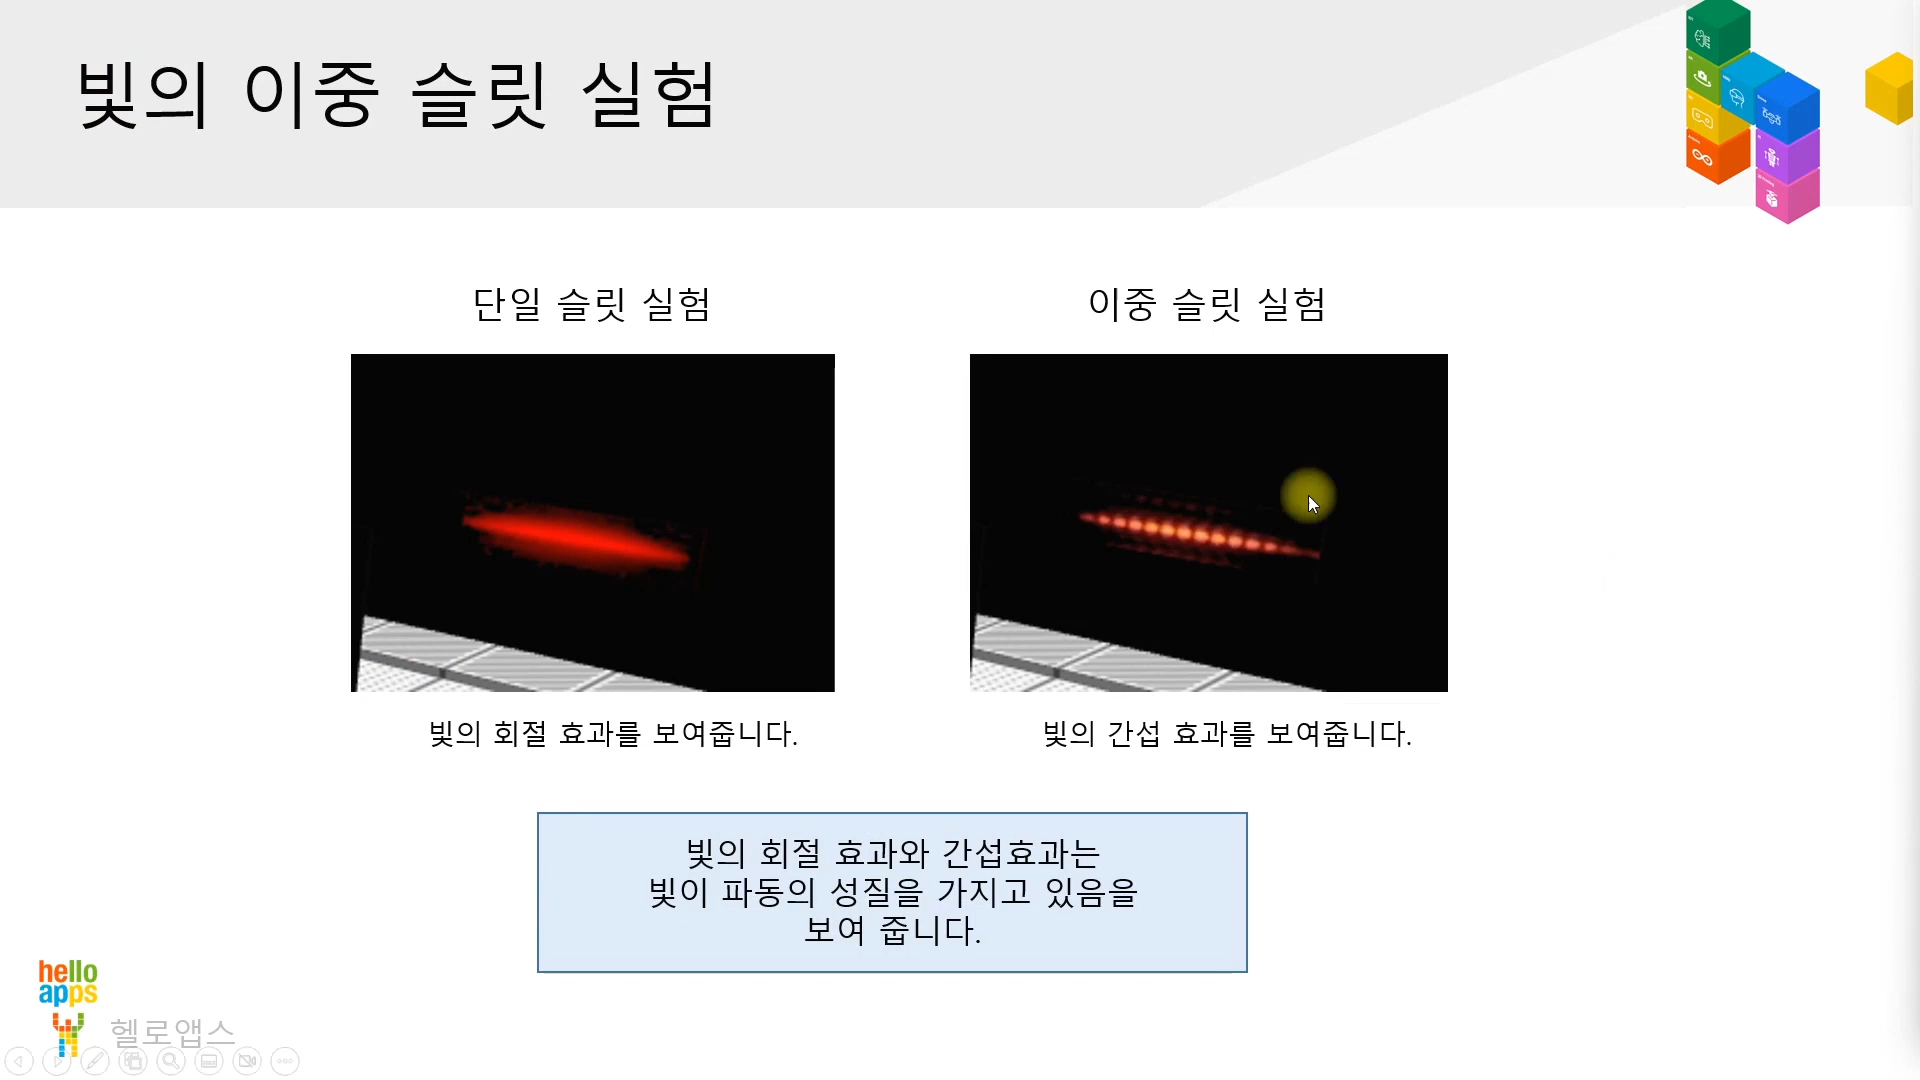 빛의 이중 슬릿 실험
단일 슬릿 실험
이중 슬릿 실험
빛의 회절 효과를 보여줍니다.
빛의 간섭 효과를 보여줍니다.
빛의 회절 효과와 간섭효과는
빛이 파동의 성질을 가지고 있음을
보여 줍니다.
hello
apps
헬로앱스